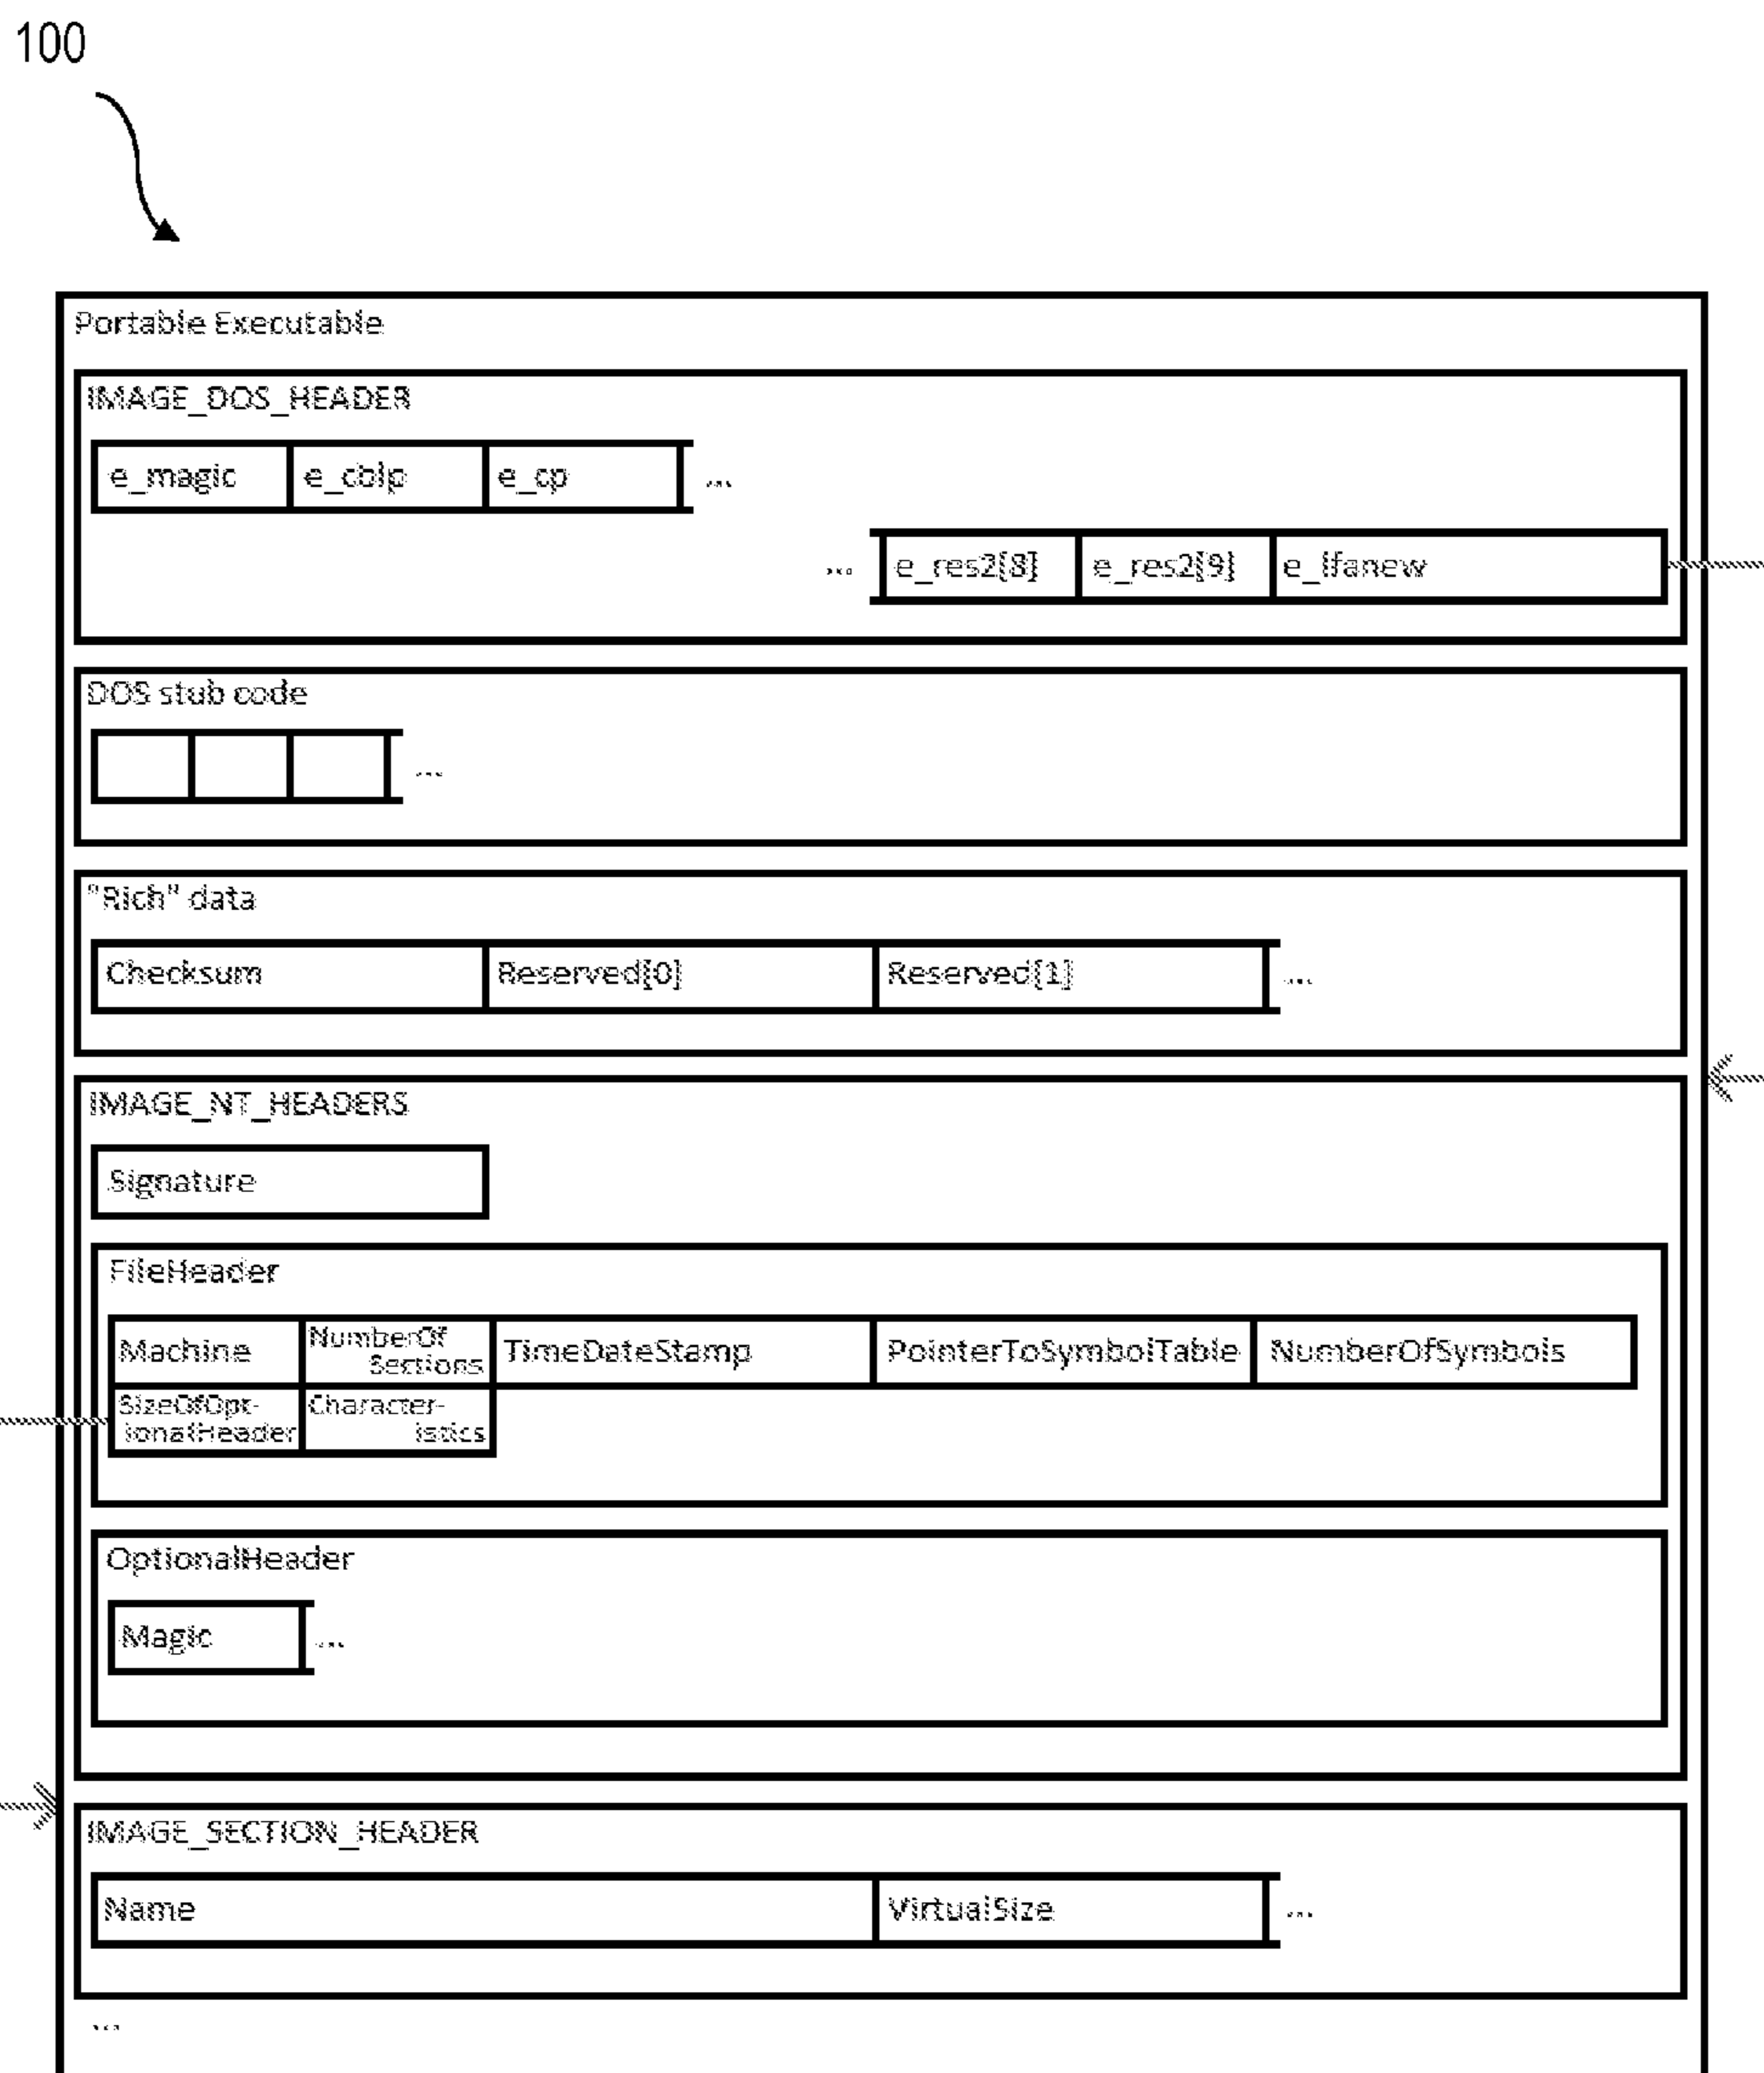 100
Portable Executable
IMAGE_DOS_HEADER
e_magic e_cblp e_cp ...
... e_res2[8] e_res2[9] e_lfanew
DOS stub code
...
"Rich" data
Checksum Reserved[0] Reserved[1] ...
IMAGE_NT_HEADERS
Signature
FileHeader
Machine NumberOf
Sections TimeDateStamp PointerToSymbolTable NumberOfSymbols
SizeOfOpt- Character-
ionalHeader istics
OptionalHeader
Magic ...
IMAGE_SECTION_HEADER
Name VirtualSize ...
...